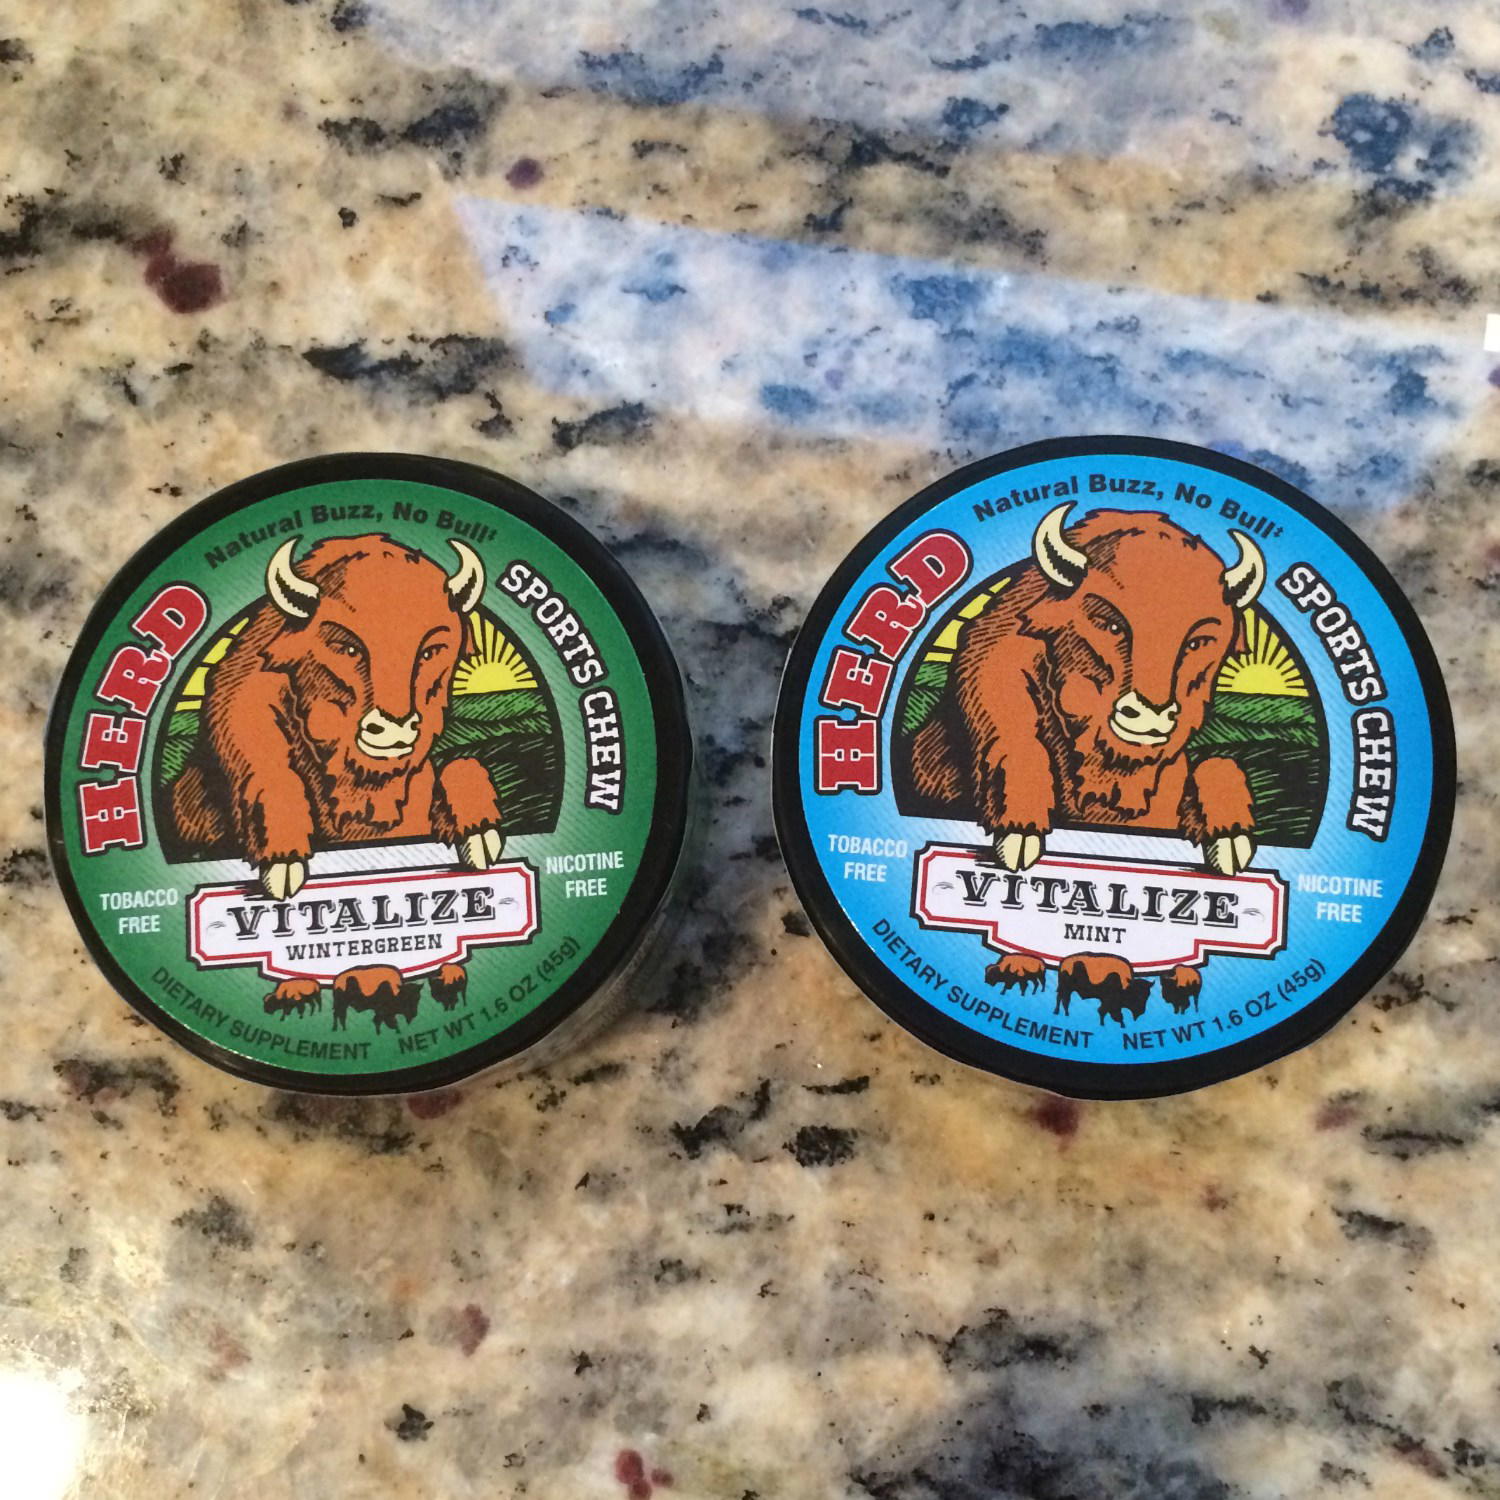 Natural Buzz, No Bull‡
HERD
SPORTS CHEW
TOBACCO
FREE
NICOTINE
FREE
VITALIZE
WINTERGREEN
DIETARY SUPPLEMENT NET WT 1.6 OZ (45g)
Natural Buzz, No Bull‡
HERD
SPORTS CHEW
TOBACCO
FREE
NICOTINE
FREE
VITALIZE
MINT
DIETARY SUPPLEMENT NET WT 1.6 OZ (45g)